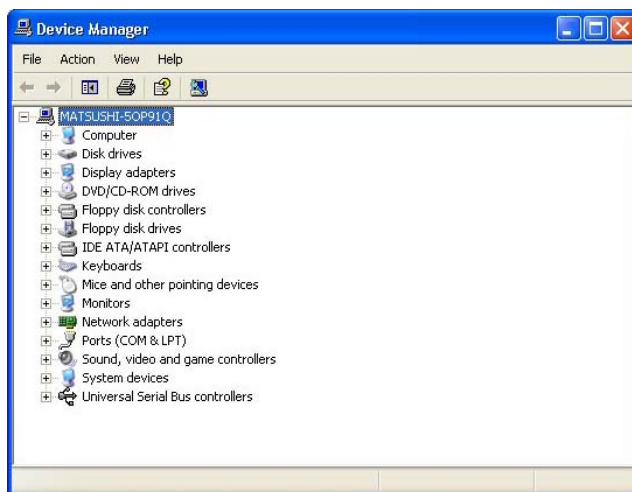 Device Manager
File Action View Help
MATSUSHI-5OP91Q
Computer
Disk drives
Display adapters
DVD/CD-ROM drives
Floppy disk controllers
Floppy disk drives
IDE ATA/ATAPI controllers
Keyboards
Mice and other pointing devices
Monitors
Network adapters
Ports (COM & LPT)
Sound, video and game controllers
System devices
Universal Serial Bus controllers